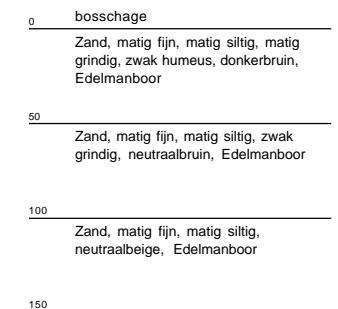 bosschage
0
Zand, matig fijn, matig siltig, matig
grindig, zwak humeus, donkerbruin,
Edelmanboor
50
Zand, matig fijn, matig siltig, zwak
grindig, neutraalbruin, Edelmanboor
100
Zand, matig fijn, matig siltig,
neutraalbeige, Edelmanboor
150